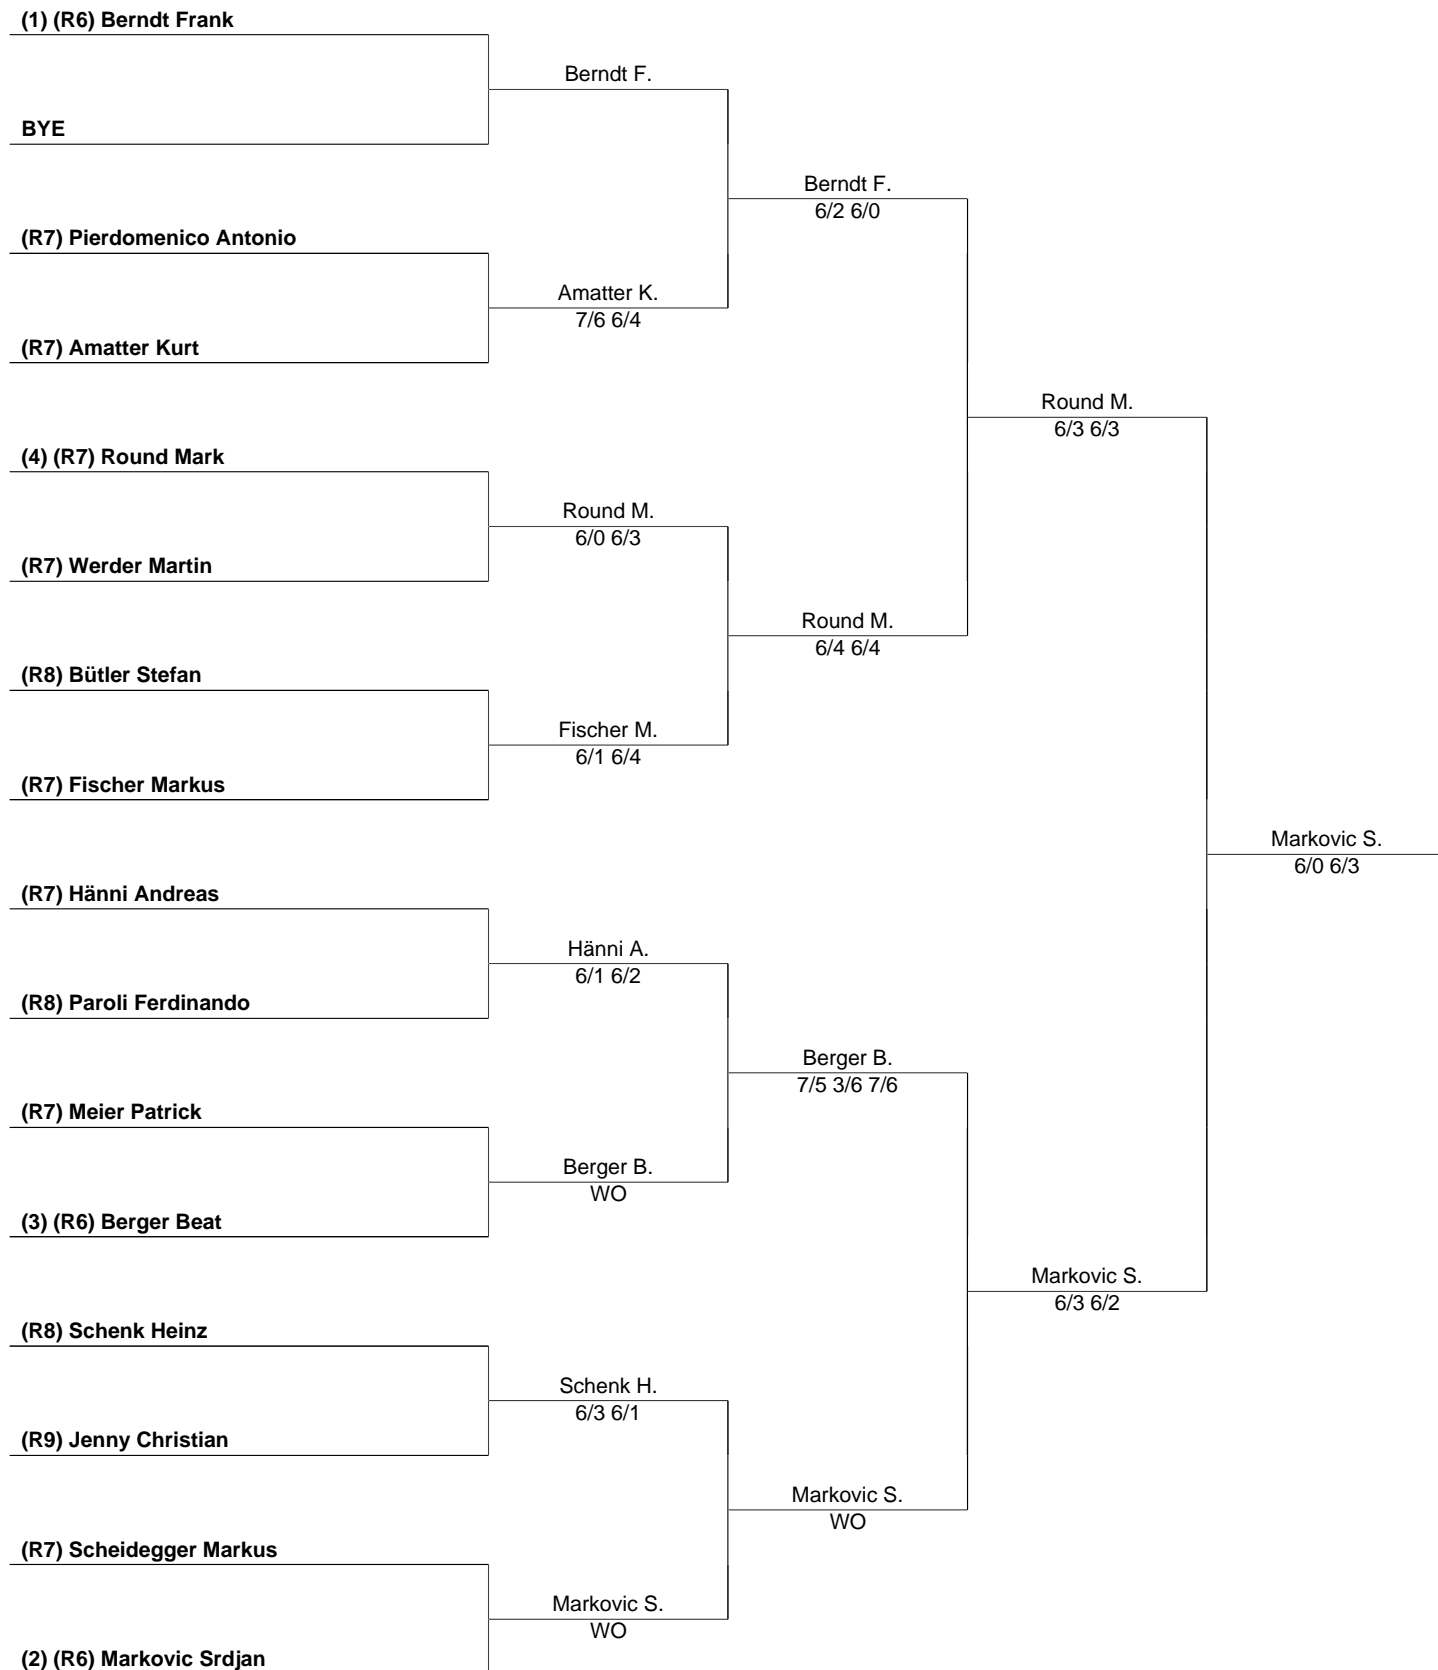 (1) (R6) Berndt Frank
Berndt F.
BYE
Berndt F.
6/2 6/0
(R7) Pierdomenico Antonio
Amatter K.
7/6 6/4
(R7) Amatter Kurt
Round M.
6/3 6/3
(4) (R7) Round Mark
Round M.
6/0 6/3
(R7) Werder Martin
Round M.
6/4 6/4
(R8) Bütler Stefan
Fischer M.
6/1 6/4
(R7) Fischer Markus
Markovic S.
6/0 6/3
(R7) Hänni Andreas
Hänni A.
6/1 6/2
(R8) Paroli Ferdinando
Berger B.
7/5 3/6 7/6
(R7) Meier Patrick
Berger B.
WO
(3) (R6) Berger Beat
Markovic S.
6/3 6/2
(R8) Schenk Heinz
Schenk H.
6/3 6/1
(R9) Jenny Christian
Markovic S.
WO
(R7) Scheidegger Markus
Markovic S.
WO
(2) (R6) Markovic Srdjan